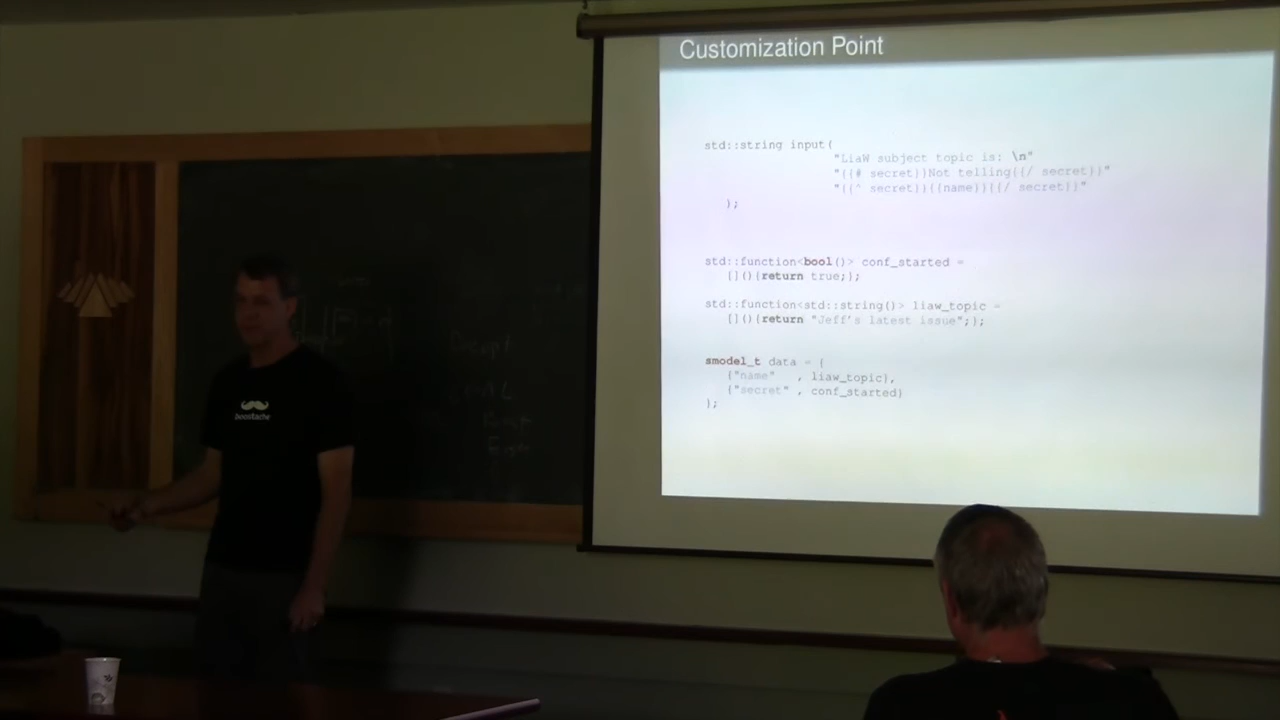 Customization Point
std::string input(
"LiaW subject topic is: \n"
"{{# secret}}Not telling{{/ secret}}"
"{{^ secret}}{{name}}{{/ secret}}"
);
std::function<bool()> conf_started =
[](){return true;};
std::function<std::string()> liaw_topic =
[](){return "Jeff's latest issue";};
smodel_t data = {
{"name" , liaw_topic},
{"secret" , conf_started}
};
boostache